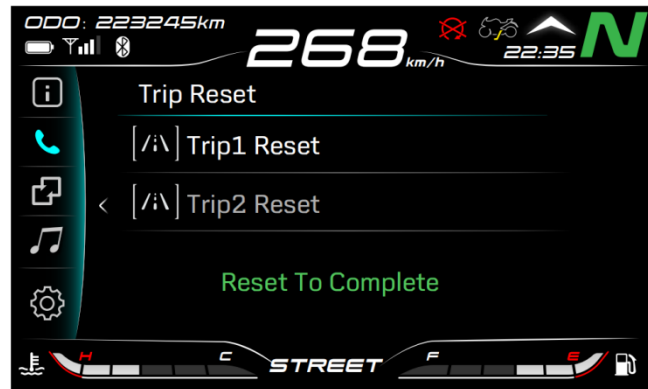 ODO: 223245km
268 km/h
22:35
N
Trip Reset
Trip1 Reset
Trip2 Reset
Reset To Complete
H C STREET F E